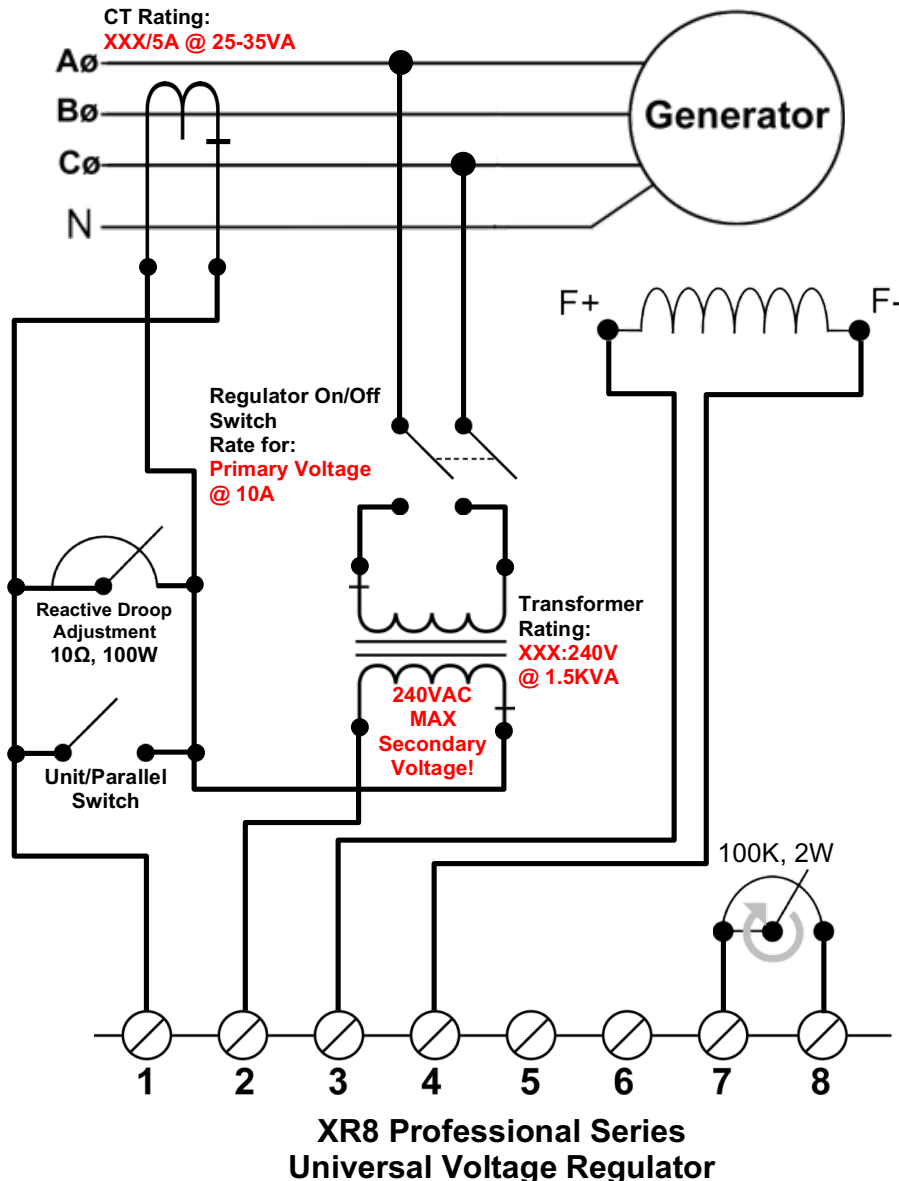 CT Rating:
XXX/5A @ 25-35VA
Aø
Bø
Cø
N
Generator
F+
F-
Regulator On/Off
Switch
Rate for:
Primary Voltage
@ 10A
Reactive Droop
Adjustment
10Ω, 100W
Transformer
Rating:
XXX:240V
@ 1.5KVA
240VAC
MAX
Secondary
Voltage!
Unit/Parallel
Switch
100K, 2W
1 2 3 4 5 6 7 8
XR8 Professional Series
Universal Voltage Regulator